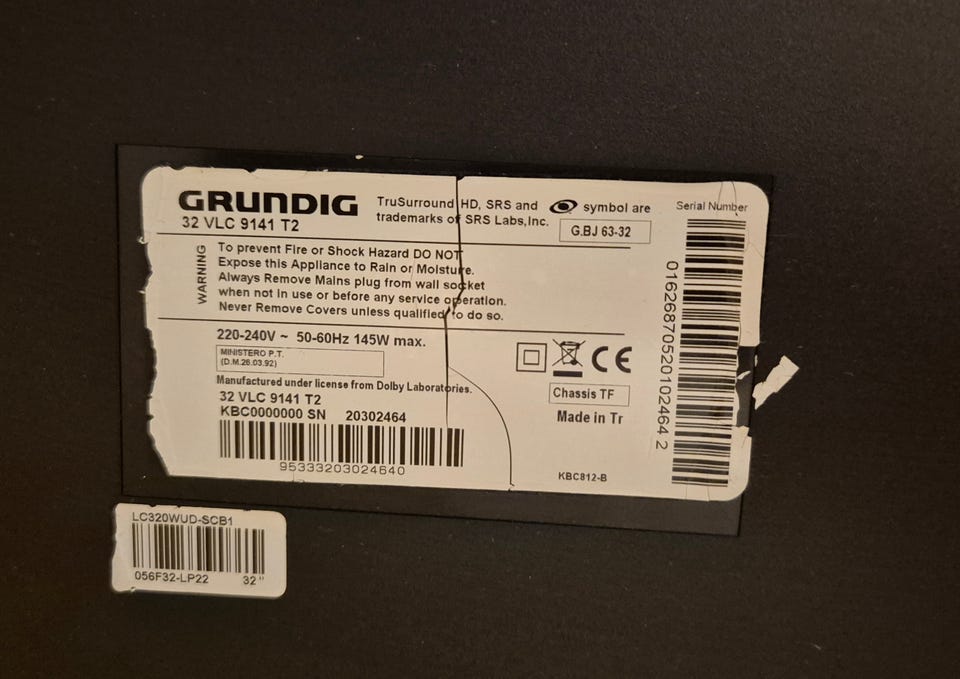 GRUNDIG
32 VLC 9141 T2
TruSurround HD, SRS and symbol are
trademarks of SRS Labs,Inc.
G.BJ 63-32
Serial Number
WARNING
To prevent Fire or Shock Hazard DO NOT
Expose this Appliance to Rain or Moisture.
Always Remove Mains plug from wall socket
when not in use or before any service operation.
Never Remove Covers unless qualified to do so.
220-240V ~ 50-60Hz 145W max.
MINISTERO P.T.
(D.M.26.03.92)
Manufactured under license from Dolby Laboratories.
32 VLC 9141 T2
KBC0000000 SN 20302464
95333203024640
CE
Chassis TF
Made in Tr
KBC812-B
01626870520102464 2
LC320WUD-SCB1
056F32-LP22 32"